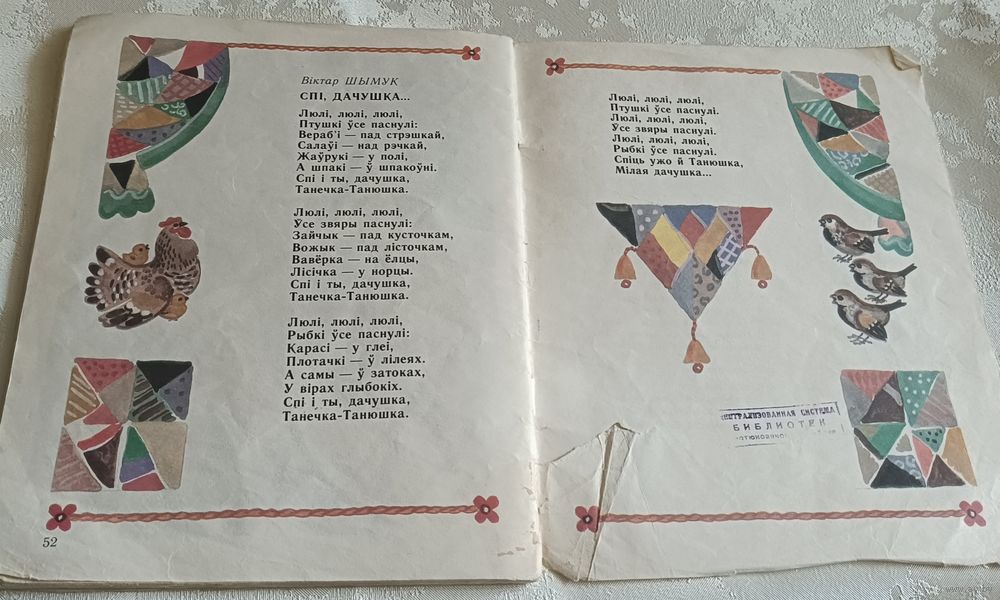 Віктар ШЫМУК
СПІ, ДАЧУШКА...
Люлі, люлі, люлі,
Птушкі ўсе паснулі:
Вераб'і — пад стрэшкай,
Салаўі — над рэчкай,
Жаўрукі — у полі,
А шпакі — ў шпакоўні.
Спі і ты, дачушка,
Танечка-Танюшка.
Люлі, люлі, люлі,
Усе звяры паснулі:
Зайчык — пад кусточкам,
Вожык — пад лісточкам,
Вавёрка — на ёлцы,
Лісічка — у норцы.
Спі і ты, дачушка,
Танечка-Танюшка.
Люлі, люлі, люлі,
Рыбкі ўсе паснулі:
Карасі — у глеі,
Плотачкі — ў лілеях.
А самы — ў затоках,
У вірах глыбокіх.
Спі і ты, дачушка,
Танечка-Танюшка.
52
Люлі, люлі, люлі,
Птушкі ўсе паснулі.
Люлі, люлі, люлі,
Усе звяры паснулі.
Люлі, люлі, люлі,
Рыбкі ўсе паснулі.
Спіць ужо й Танюшка,
Мілая дачушка...
ЦЕНТРАЛИЗОВАННАЯ СИСТЕМА
БИБЛИОТЕК